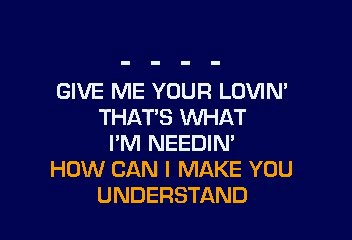 - - - -
GIVE ME YOUR LOVIN'
THAT'S WHAT
I'M NEEDIN'
HOW CAN I MAKE YOU
UNDERSTAND